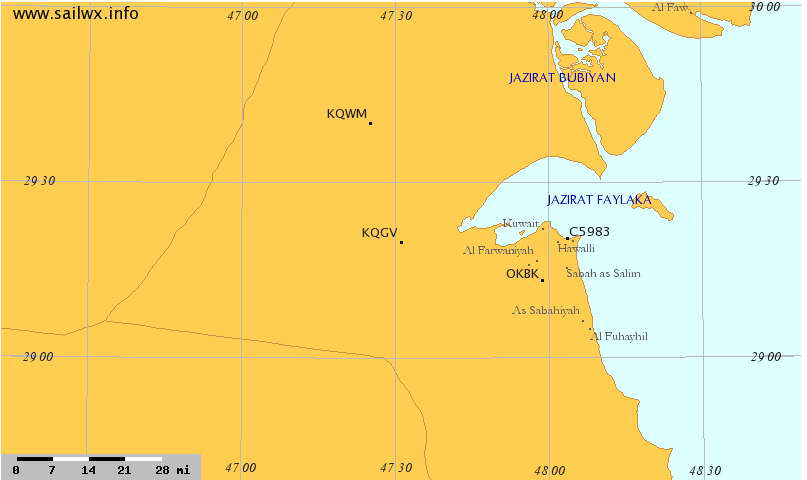 www.sailwx.info
47 00
47 30
48 00
Al Faw
30 00
JAZIRAT BUBIYAN
KQWM
29 30
29 30
JAZIRAT FAYLAKA
Kuwait
KQGV
C5983
Al Farwaniyah
Hawalli
OKBK
Sabah as Salim
As Sabahiyah
Al Fuhayhil
29 00
29 00
0 7 14 21 28 mi
47 00
47 30
48 00
48 30